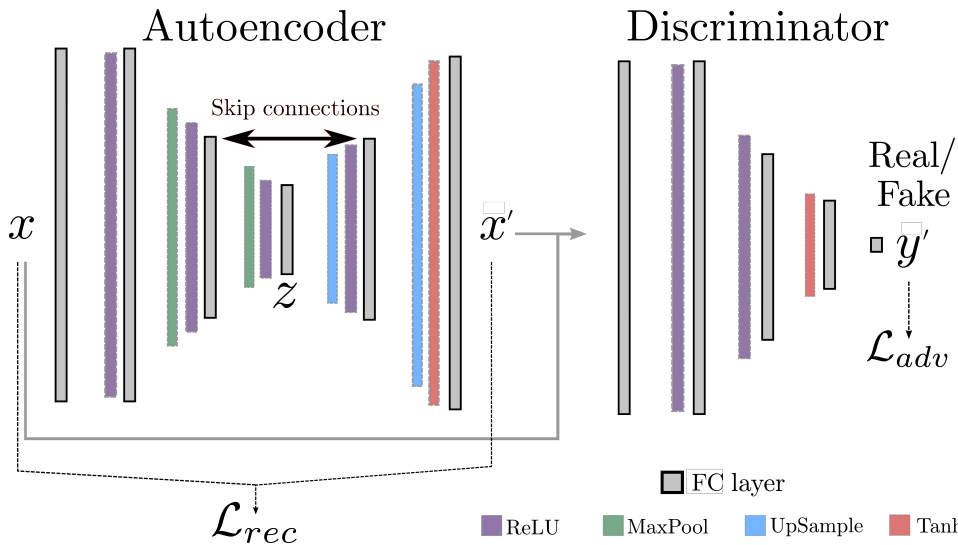 Autoencoder
Discriminator
Skip connections
Real/
Fake
x
x′
y′
z
ℒadv
ℒrec
FC layer
ReLU
MaxPool
UpSample
Tanh